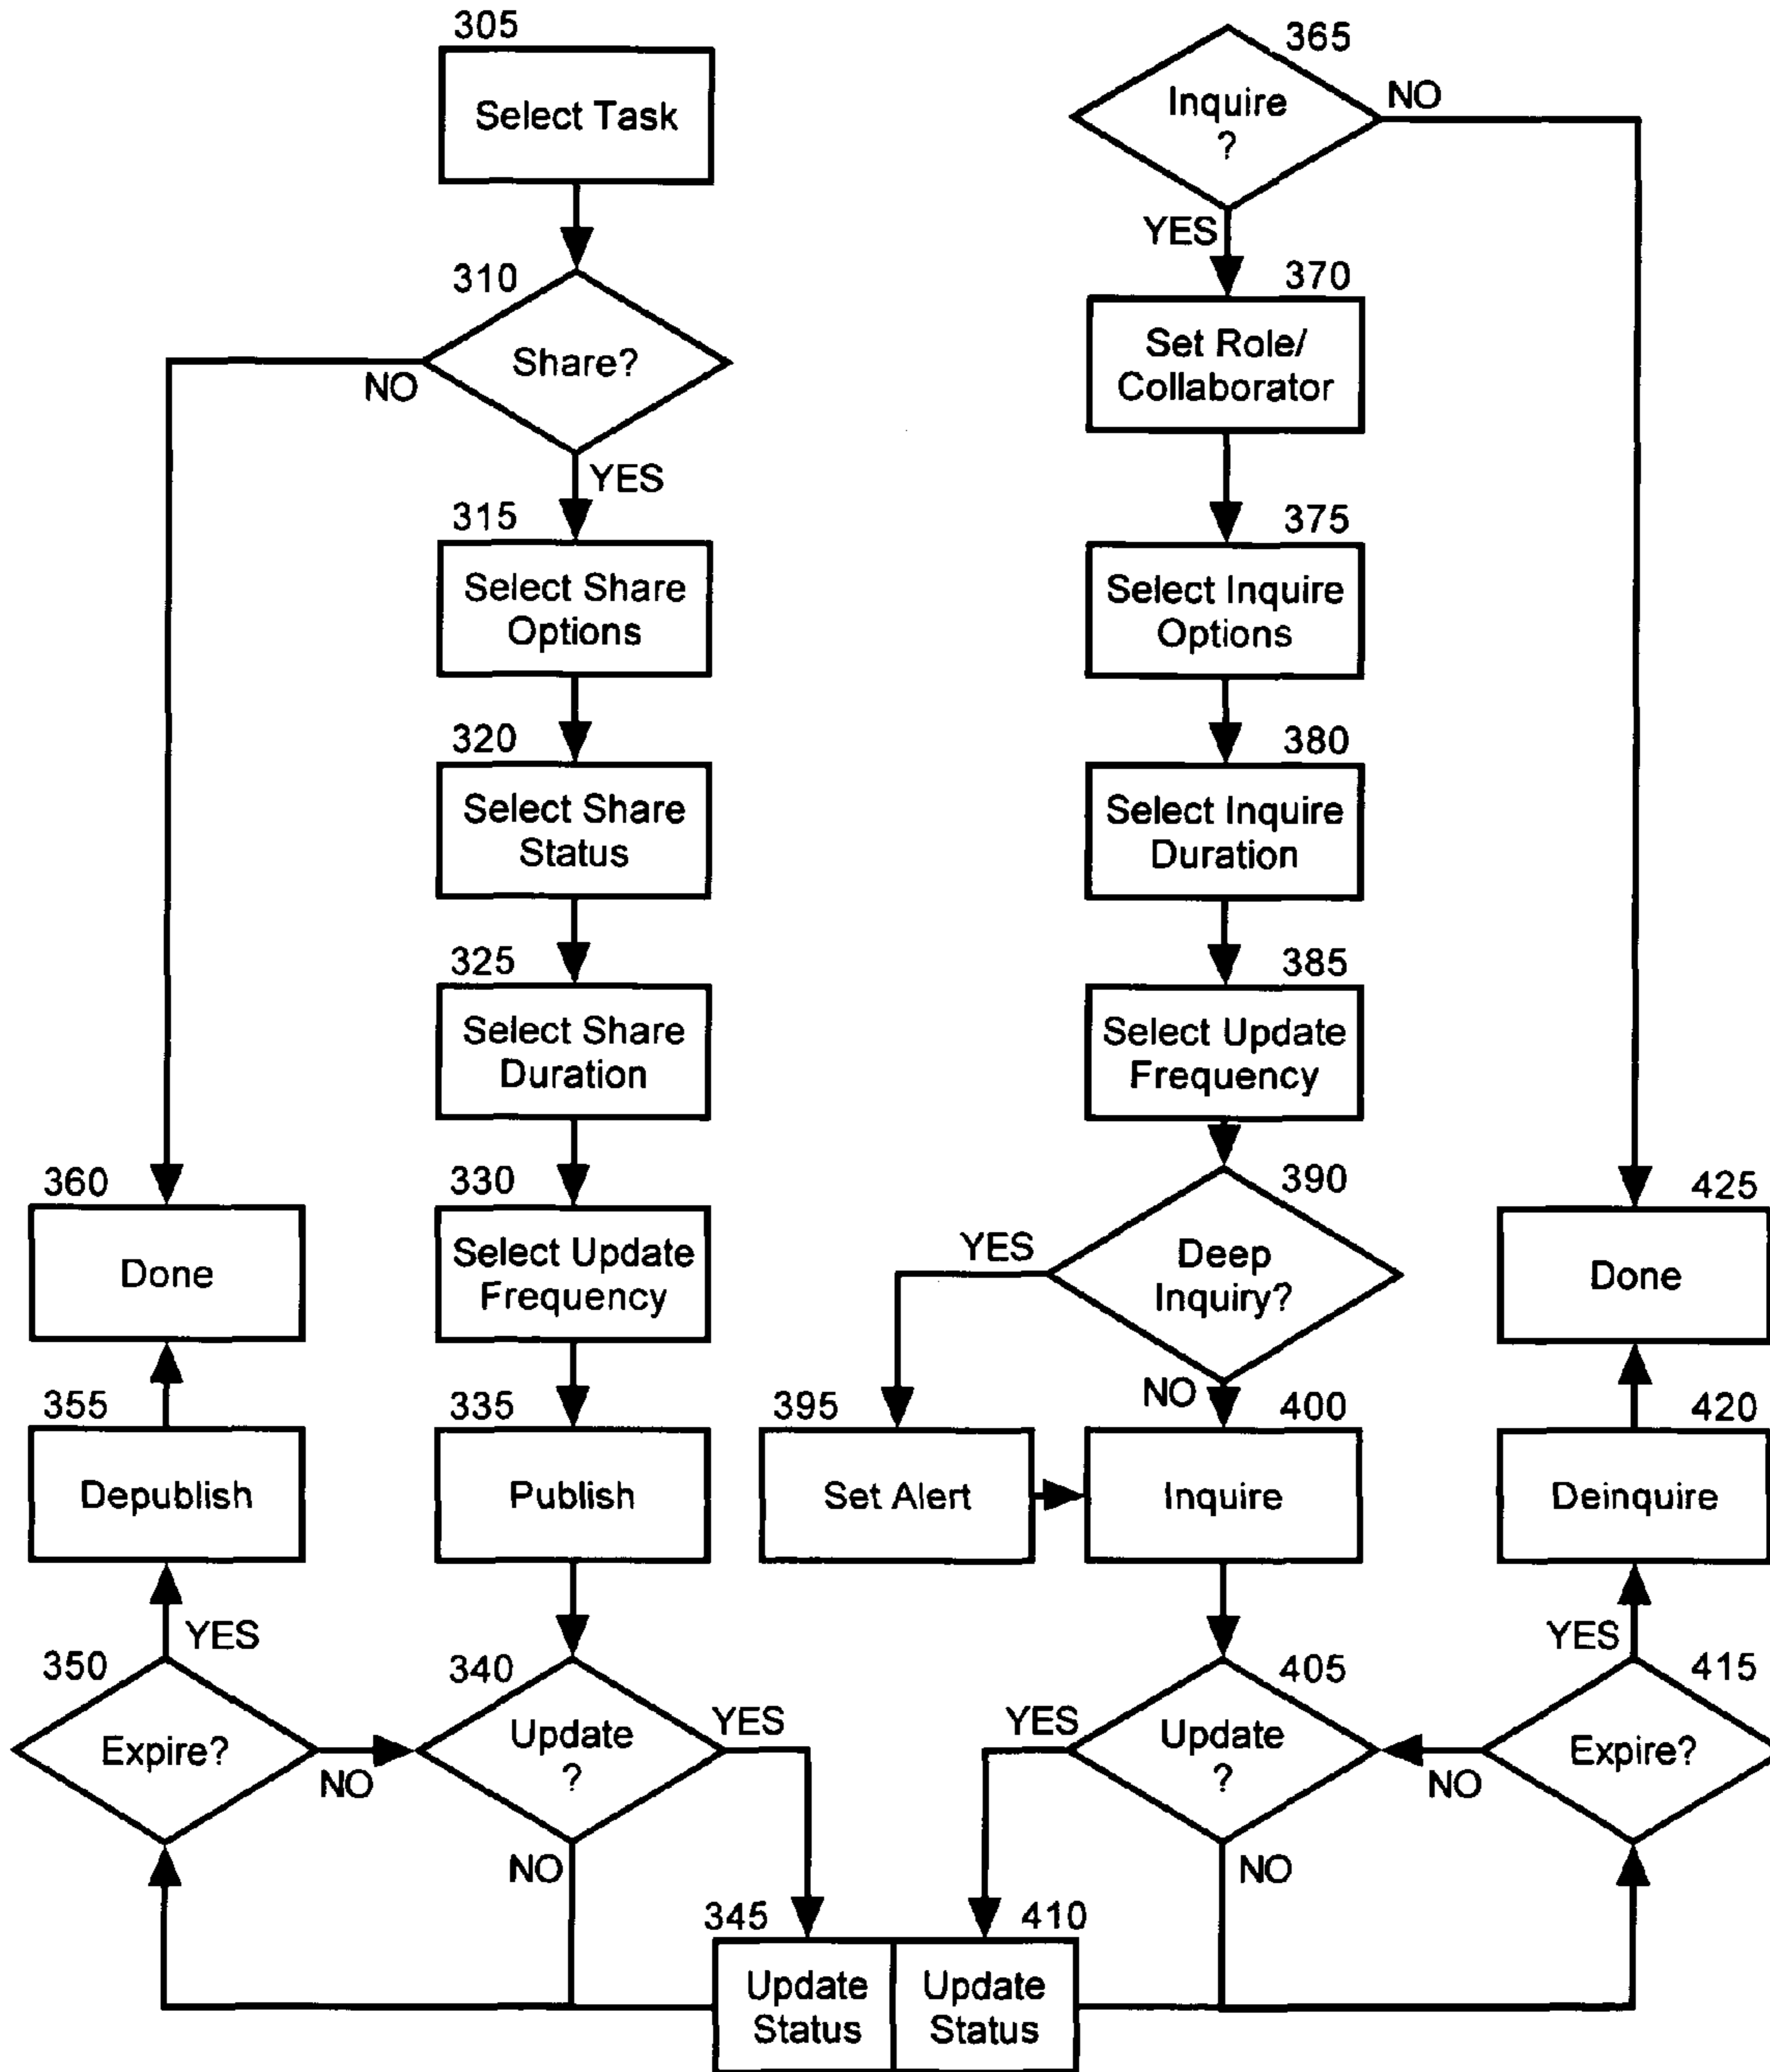 305
Select Task
310
Share?
NO
YES
315
Select Share
Options
320
Select Share
Status
325
Select Share
Duration
330
Select Update
Frequency
335
Publish
340
Update
?
YES
NO
345
Update
Status
350
Expire?
YES
NO
355
Depublish
360
Done
365
Inquire
?
NO
YES
370
Set Role/
Collaborator
375
Select Inquire
Options
380
Select Inquire
Duration
385
Select Update
Frequency
390
Deep
Inquiry?
YES
NO
395
Set Alert
400
Inquire
405
Update
?
YES
NO
410
Update
Status
415
Expire?
YES
NO
420
Deinquire
425
Done